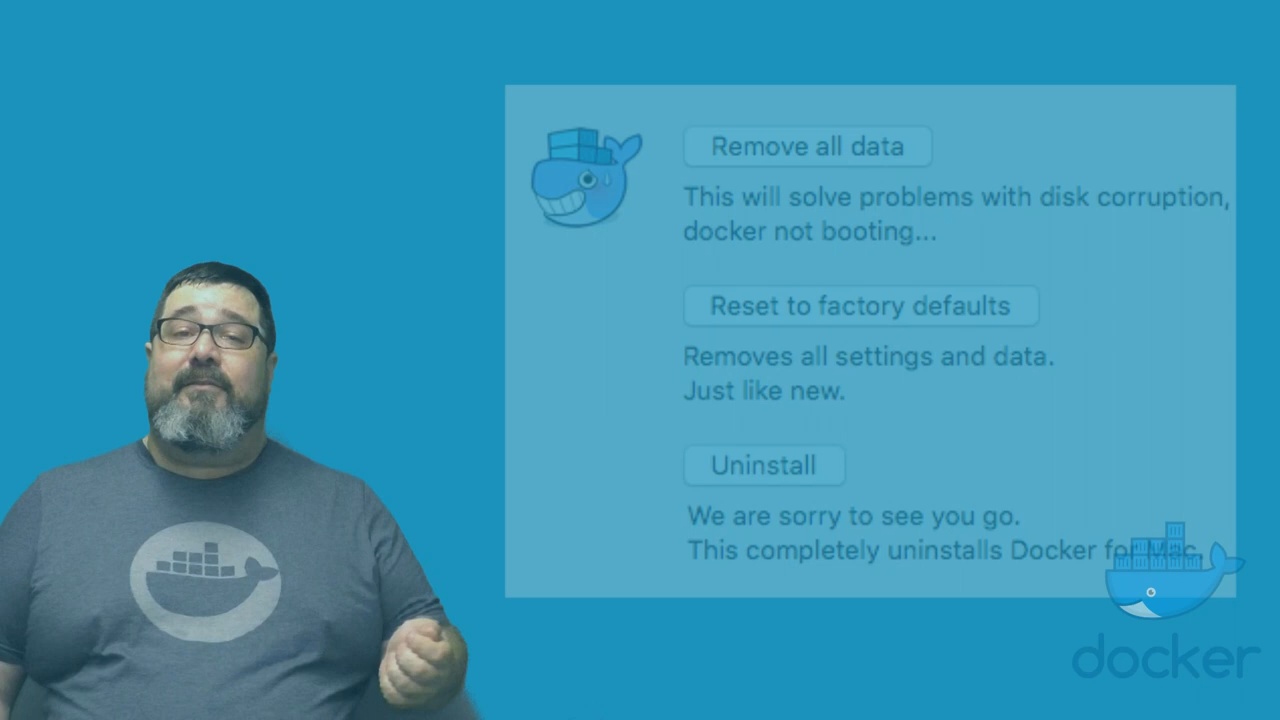 Remove all data
This will solve problems with disk corruption,
docker not booting...
Reset to factory defaults
Removes all settings and data.
Just like new.
Uninstall
We are sorry to see you go.
This completely uninstalls Docker for Mac.
docker